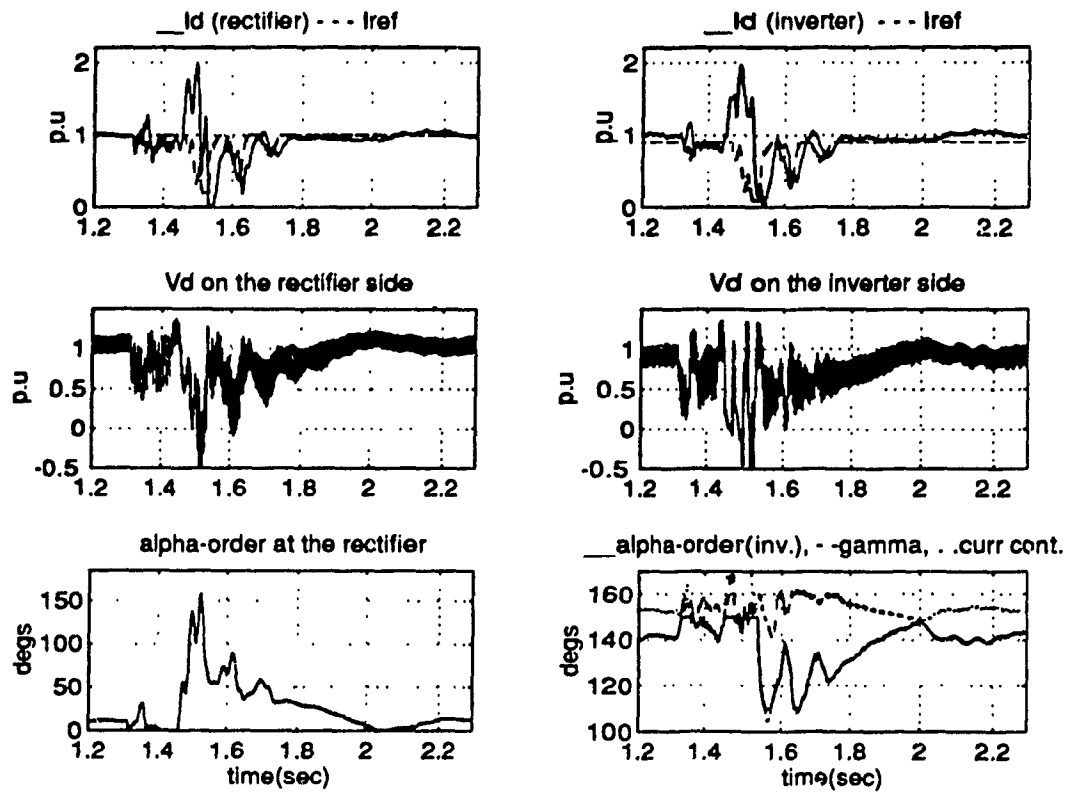 __Id (rectifier) - - - Iref
2
1
0
p.u
1.2 1.4 1.6 1.8 2 2.2
__Id (inverter) - - - Iref
2
1
0
p.u
1.2 1.4 1.6 1.8 2 2.2
Vd on the rectifier side
1
0.5
0
-0.5
p.u
1.2 1.4 1.6 1.8 2 2.2
Vd on the inverter side
1
0.5
0
-0.5
p.u
1.2 1.4 1.6 1.8 2 2.2
alpha-order at the rectifier
150
100
50
0
degs
1.2 1.4 1.6 1.8 2 2.2
time(sec)
__alpha-order(inv.), - -gamma, . .curr cont.
160
140
120
100
degs
1.2 1.4 1.6 1.8 2 2.2
time(sec)